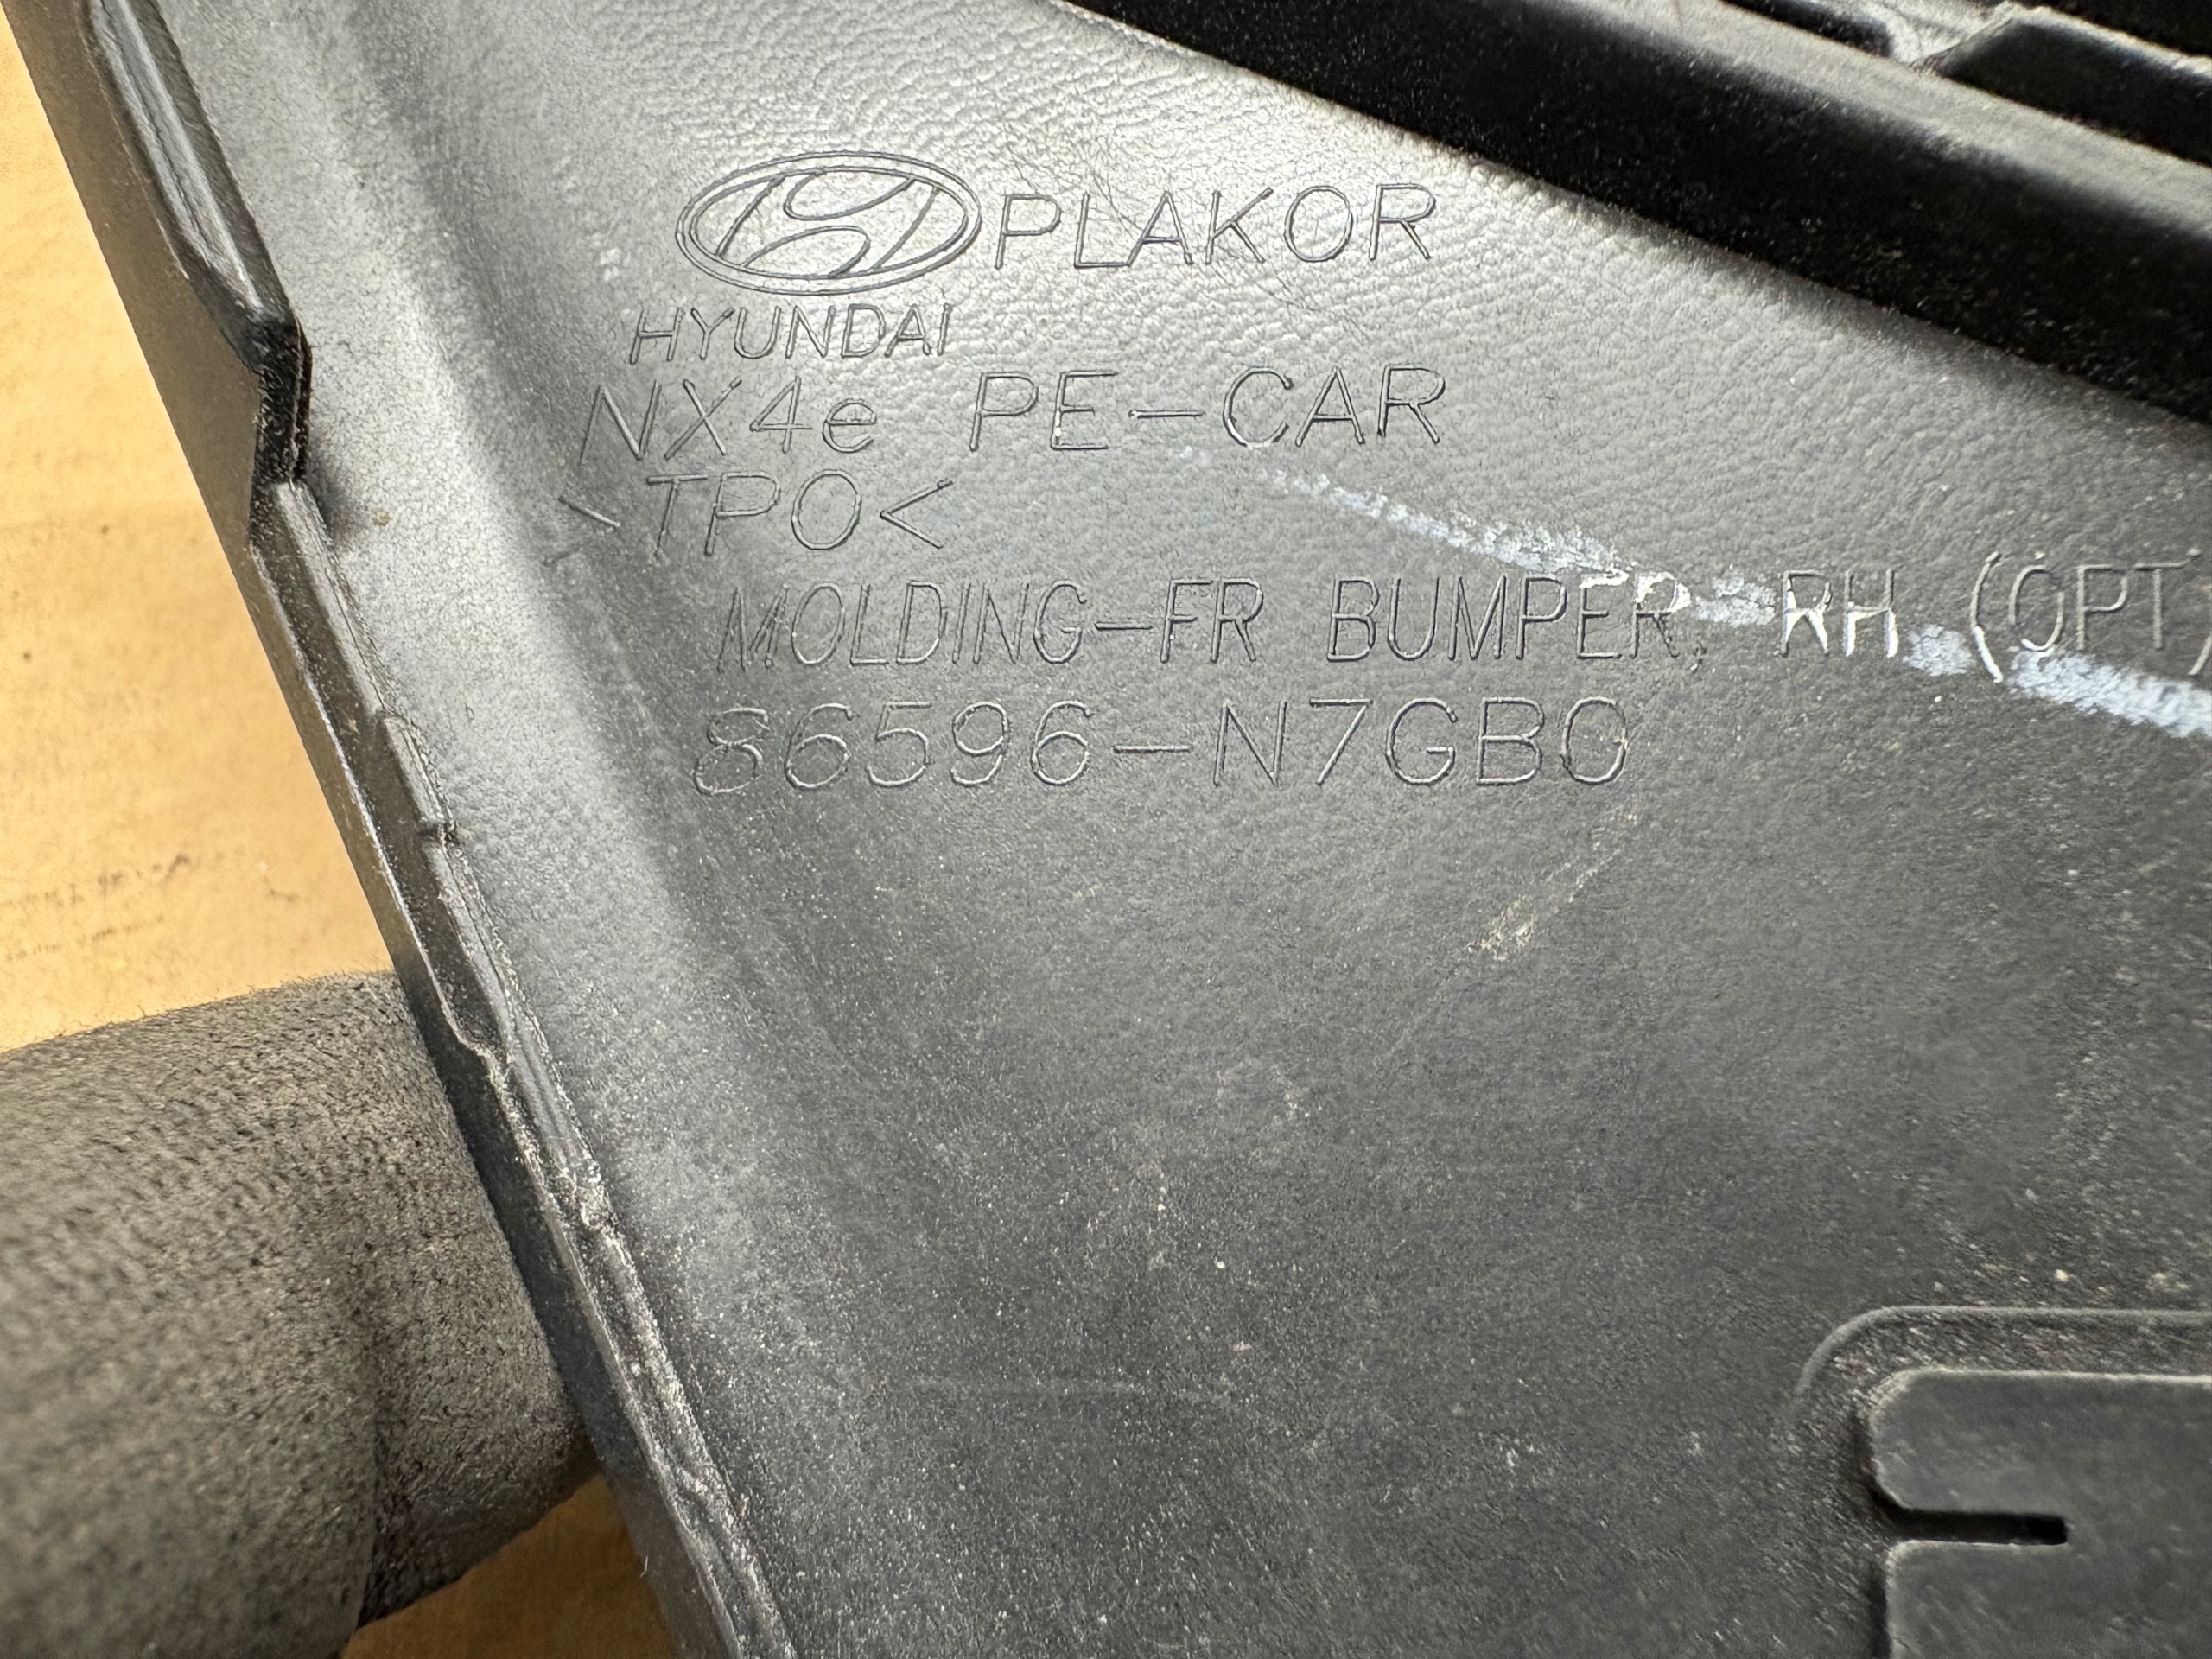 PLAKOR
HYUNDAI
NX4e PE-CAR
>TPO<
MOLDING-FR BUMPER, RH (OPT)
86596-N7GB0